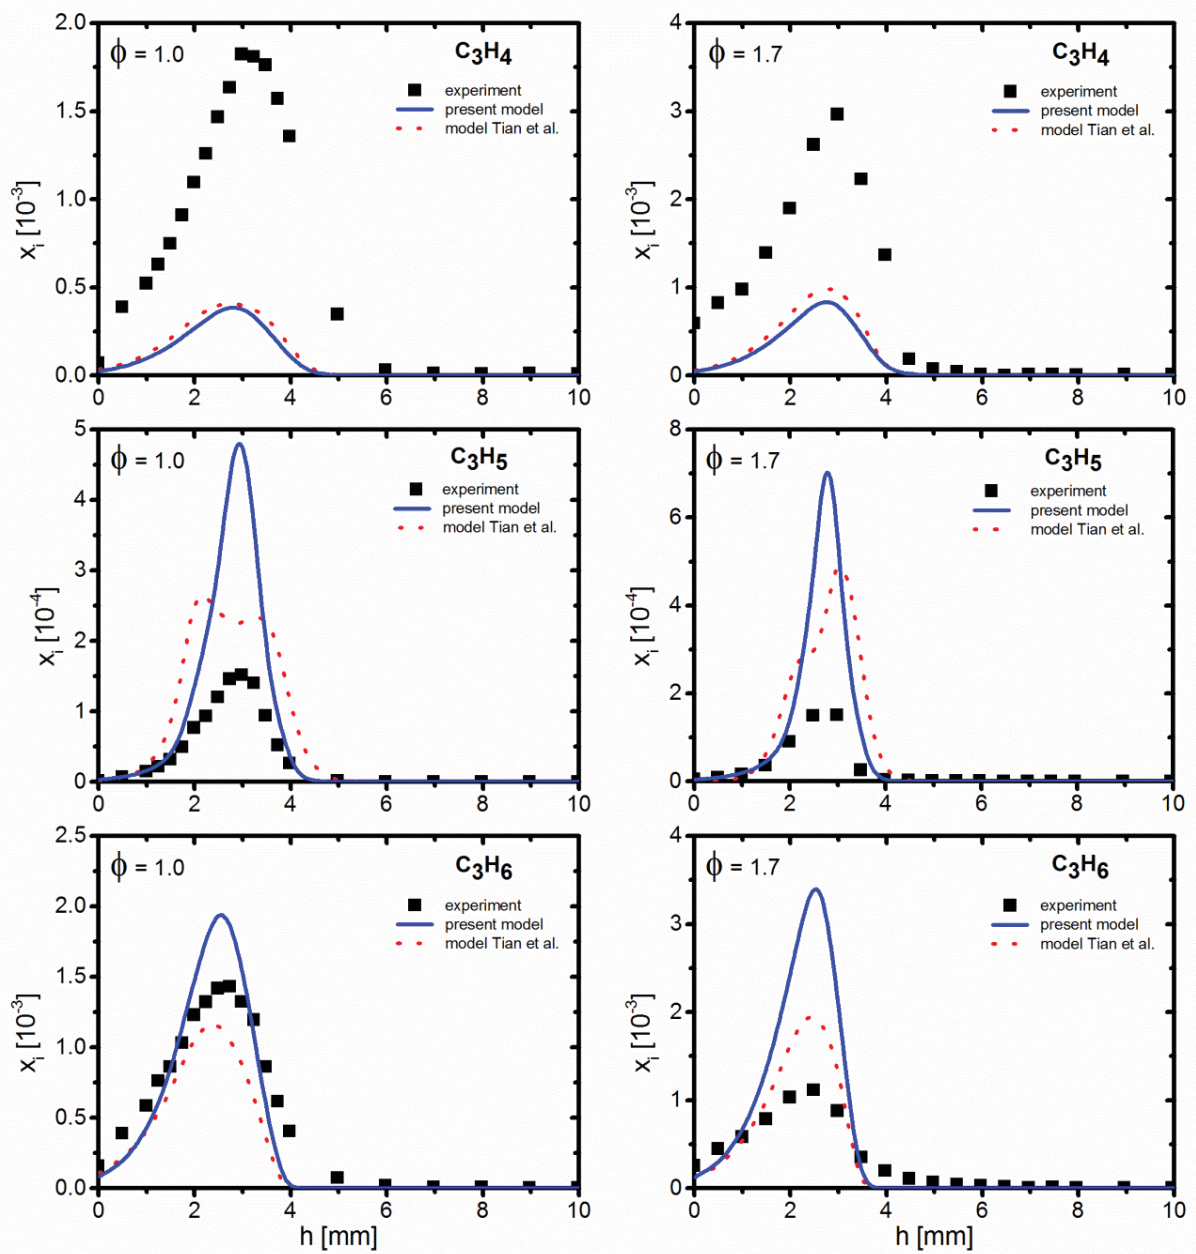 ϕ = 1.0
C3H4
experiment
present model
model Tian et al.
xi [10-3]
2.0
1.5
1.0
0.5
0.0
0 2 4 6 8 10
ϕ = 1.7
C3H4
experiment
present model
model Tian et al.
xi [10-3]
4
3
2
1
0
0 2 4 6 8 10
ϕ = 1.0
C3H5
experiment
present model
model Tian et al.
xi [10-4]
5
4
3
2
1
0
0 2 4 6 8 10
ϕ = 1.7
C3H5
experiment
present model
model Tian et al.
xi [10-4]
8
6
4
2
0
0 2 4 6 8 10
ϕ = 1.0
C3H6
experiment
present model
model Tian et al.
xi [10-3]
2.5
2.0
1.5
1.0
0.5
0.0
0 2 4 6 8 10
h [mm]
ϕ = 1.7
C3H6
experiment
present model
model Tian et al.
xi [10-3]
4
3
2
1
0
0 2 4 6 8 10
h [mm]